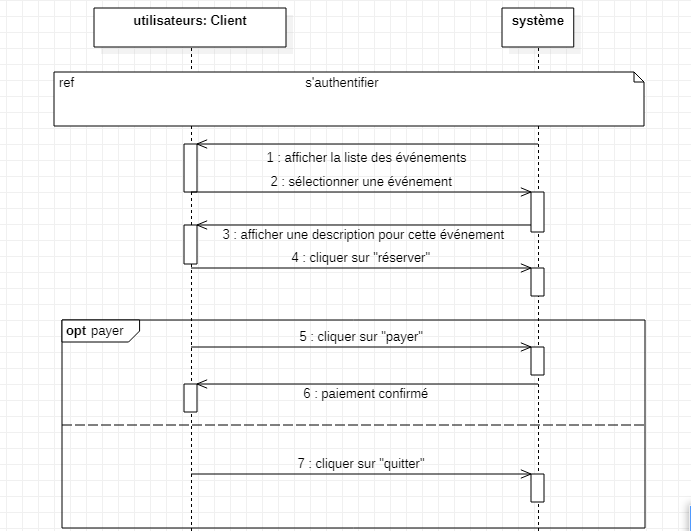 utilisateurs: Client
système
ref
s'authentifier
1 : afficher la liste des événements
2 : sélectionner une événement
3 : afficher une description pour cette événement
4 : cliquer sur "réserver"
opt payer
5 : cliquer sur "payer"
6 : paiement confirmé
7 : cliquer sur "quitter"